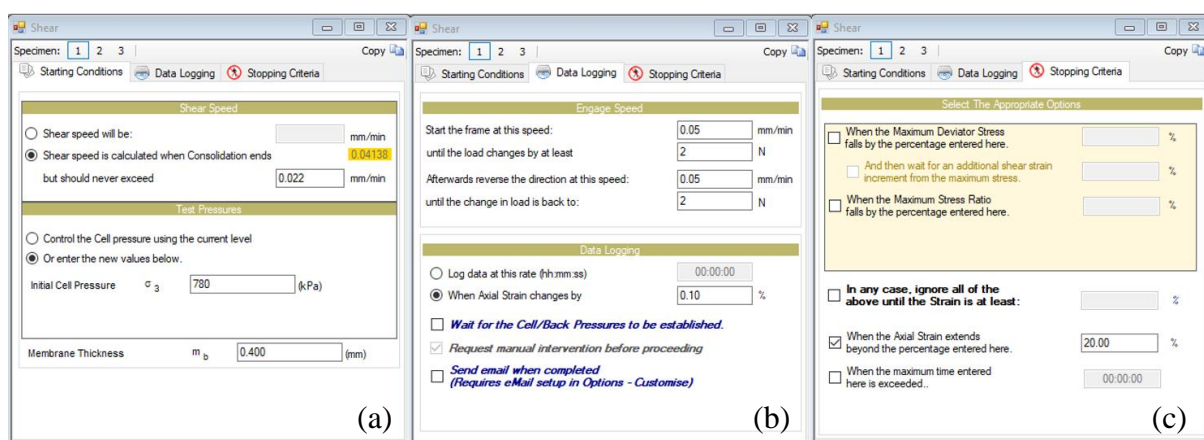 Shear
Specimen: 1 2 3 Copy
Starting Conditions Data Logging Stopping Criteria
Shear Speed
Shear speed will be: mm/min
Shear speed is calculated when Consolidation ends 0.04138
but should never exceed 0.022 mm/min
Test Pressures
Control the Cell pressure using the current level
Or enter the new values below.
Initial Cell Pressure σ 3 780 (kPa)
Membrane Thickness m b 0.400 (mm)
(a)
Shear
Specimen: 1 2 3 Copy
Starting Conditions Data Logging Stopping Criteria
Engage Speed
Start the frame at this speed: 0.05 mm/min
until the load changes by at least 2 N
Afterwards reverse the direction at this speed: 0.05 mm/min
until the change in load is back to: 2 N
Data Logging
Log data at this rate (hh:mm:ss) 00:00:00
When Axial Strain changes by 0.10 %
Wait for the Cell/Back Pressures to be established.
Request manual intervention before proceeding
Send email when completed
(Requires eMail setup in Options - Customise)
(b)
Shear
Specimen: 1 2 3 Copy
Starting Conditions Data Logging Stopping Criteria
Select The Appropriate Options
When the Maximum Deviator Stress
falls by the percentage entered here. %
And then wait for an additional shear strain
increment from the maximum stress. %
When the Maximum Stress Ratio
falls by the percentage entered here. %
In any case, ignore all of the
above until the Strain is at least: %
When the Axial Strain extends
beyond the percentage entered here. 20.00 %
When the maximum time entered
here is exceeded.. 00:00:00
(c)